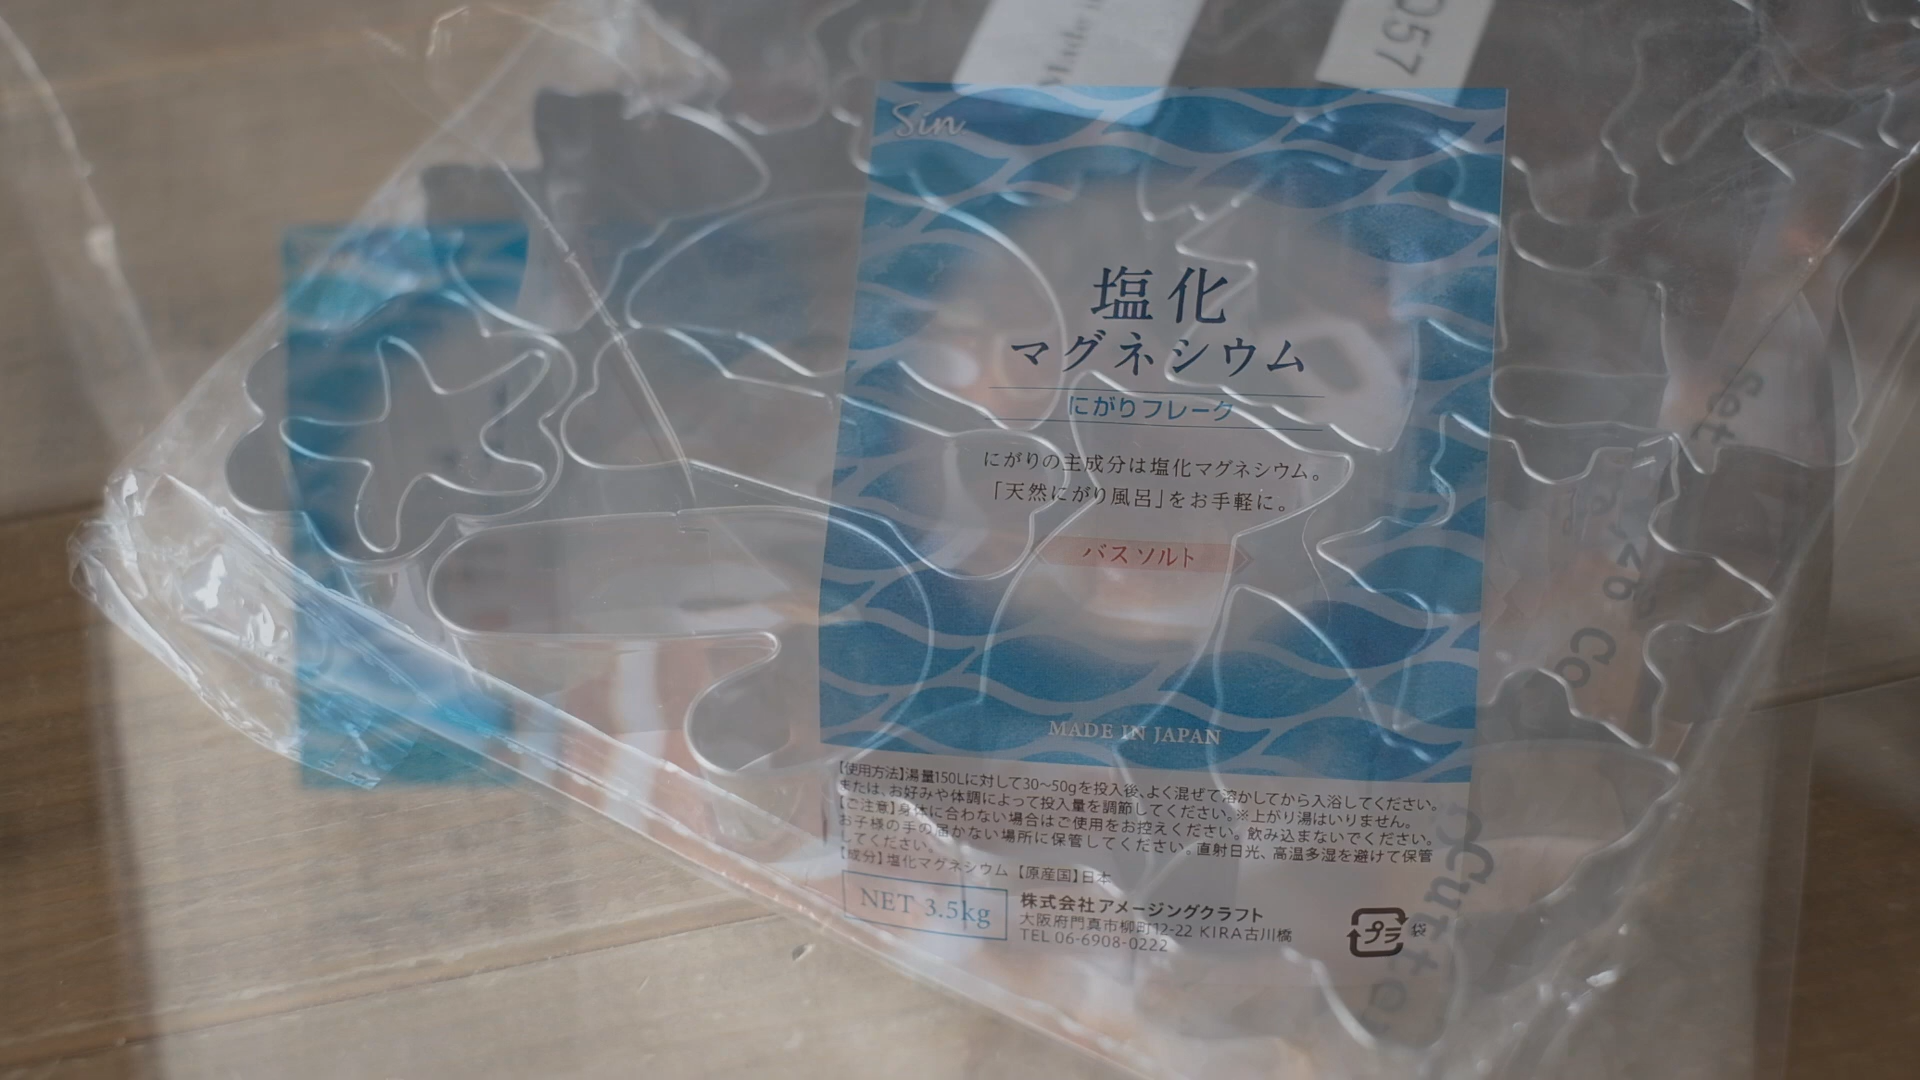 Made in
057
Sin
塩化
マグネシウム
にがりフレーク
にがりの主成分は塩化マグネシウム。
「天然にがり風呂」をお手軽に。
バスソルト
MADE IN JAPAN
【使用方法】湯量150Lに対して30〜50gを投入後、よく混ぜて溶かしてから入浴してください。
または、お好みや体調によって投入量を調節してください。※上がり湯はいりません。
【ご注意】身体に合わない場合はご使用をお控えください。飲み込まないでください。
お子様の手の届かない場所に保管してください。直射日光、高温多湿を避けて保管
してください。
【成分】塩化マグネシウム【原産国】日本
NET 3.5kg
株式会社アメージングクラフト
大阪府門真市柳町12-22 KIRA古川橋
TEL 06-6908-0222
プラ
袋
set